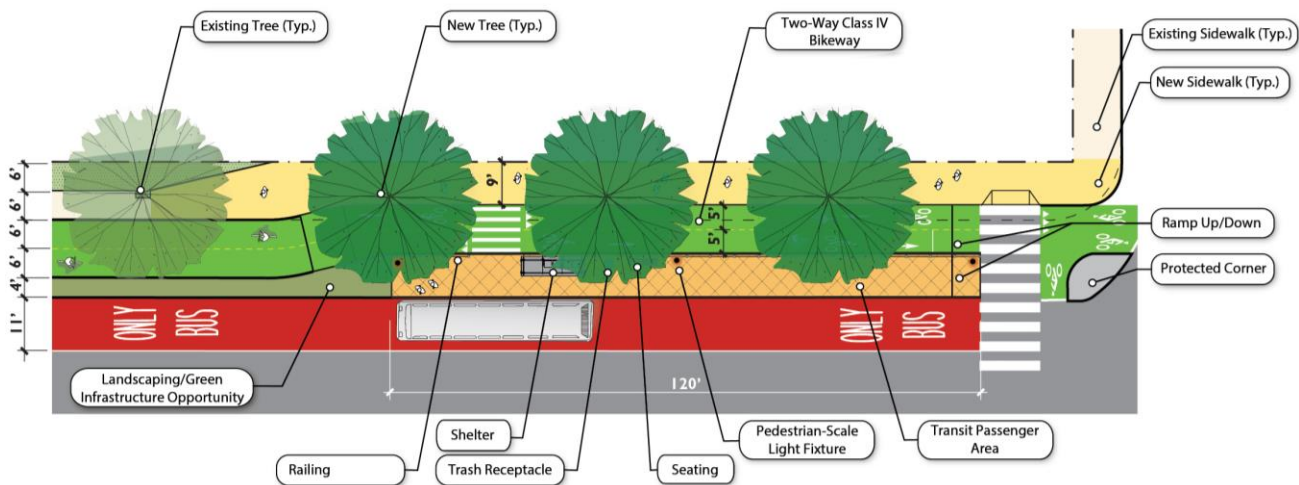 Existing Tree (Typ.)
New Tree (Typ.)
Two-Way Class IV
Bikeway
Existing Sidewalk (Typ.)
New Sidewalk (Typ.)
6'
6'
6'
6'
4'
11'
9'
5'
5'
Ramp Up/Down
Protected Corner
ONLY
BUS
ONLY
BUS
120'
Landscaping/Green
Infrastructure Opportunity
Railing
Shelter
Trash Receptacle
Seating
Pedestrian-Scale
Light Fixture
Transit Passenger
Area